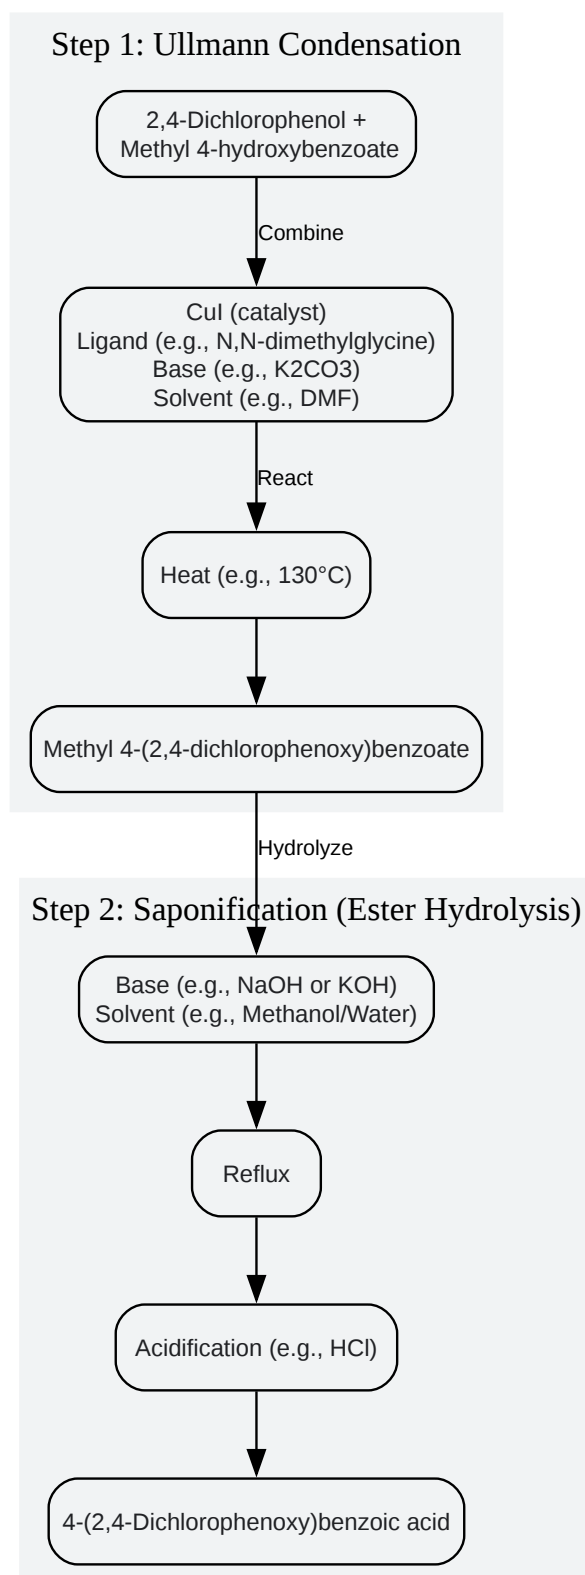 Step 1: Ullmann Condensation
2,4-Dichlorophenol +
Methyl 4-hydroxybenzoate
Combine
CuI (catalyst)
Ligand (e.g., N,N-dimethylglycine)
Base (e.g., K2CO3)
Solvent (e.g., DMF)
React
Heat (e.g., 130°C)
Methyl 4-(2,4-dichlorophenoxy)benzoate
Hydrolyze
Step 2: Saponification (Ester Hydrolysis)
Base (e.g., NaOH or KOH)
Solvent (e.g., Methanol/Water)
Reflux
Acidification (e.g., HCl)
4-(2,4-Dichlorophenoxy)benzoic acid